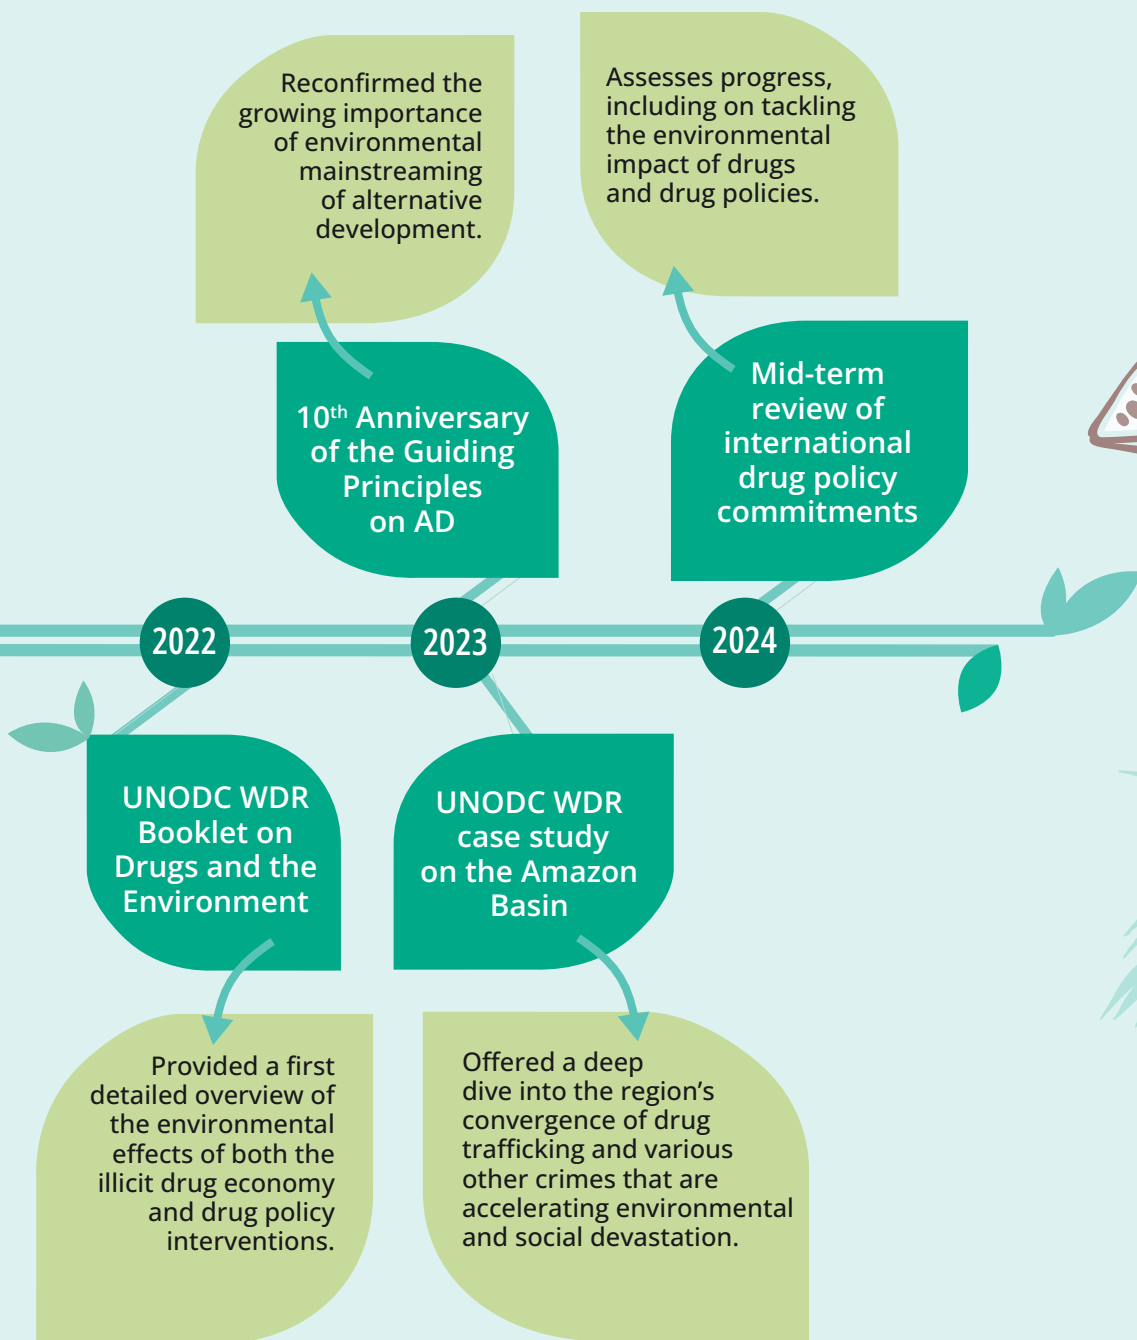 Reconfirmed the
growing importance
of environmental
mainstreaming
of alternative
development.
Assesses progress,
including on tackling
the environmental
impact of drugs
and drug policies.
10th Anniversary
of the Guiding
Principles
on AD
Mid-term
review of
international
drug policy
commitments
2022
2023
2024
UNODC WDR
Booklet on
Drugs and the
Environment
UNODC WDR
case study
on the Amazon
Basin
Provided a first
detailed overview of
the environmental
effects of both the
illicit drug economy
and drug policy
interventions.
Offered a deep
dive into the region’s
convergence of drug
trafficking and various
other crimes that are
accelerating environmental
and social devastation.